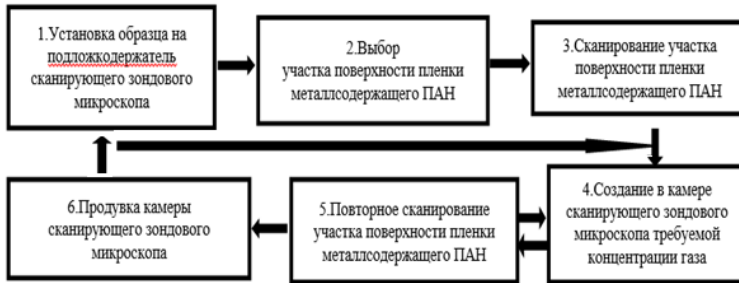 1.Установка образца на
подложкодержатель
сканирующего зондового
микроскопа
2.Выбор
участка поверхности пленки
металлсодержащего ПАН
3.Сканирование участка
поверхности пленки
металлсодержащего ПАН
4.Создание в камере
сканирующего зондового
микроскопа требуемой
концентрации газа
5.Повторное сканирование
участка поверхности пленки
металлсодержащего ПАН
6.Продувка камеры
сканирующего зондового
микроскопа